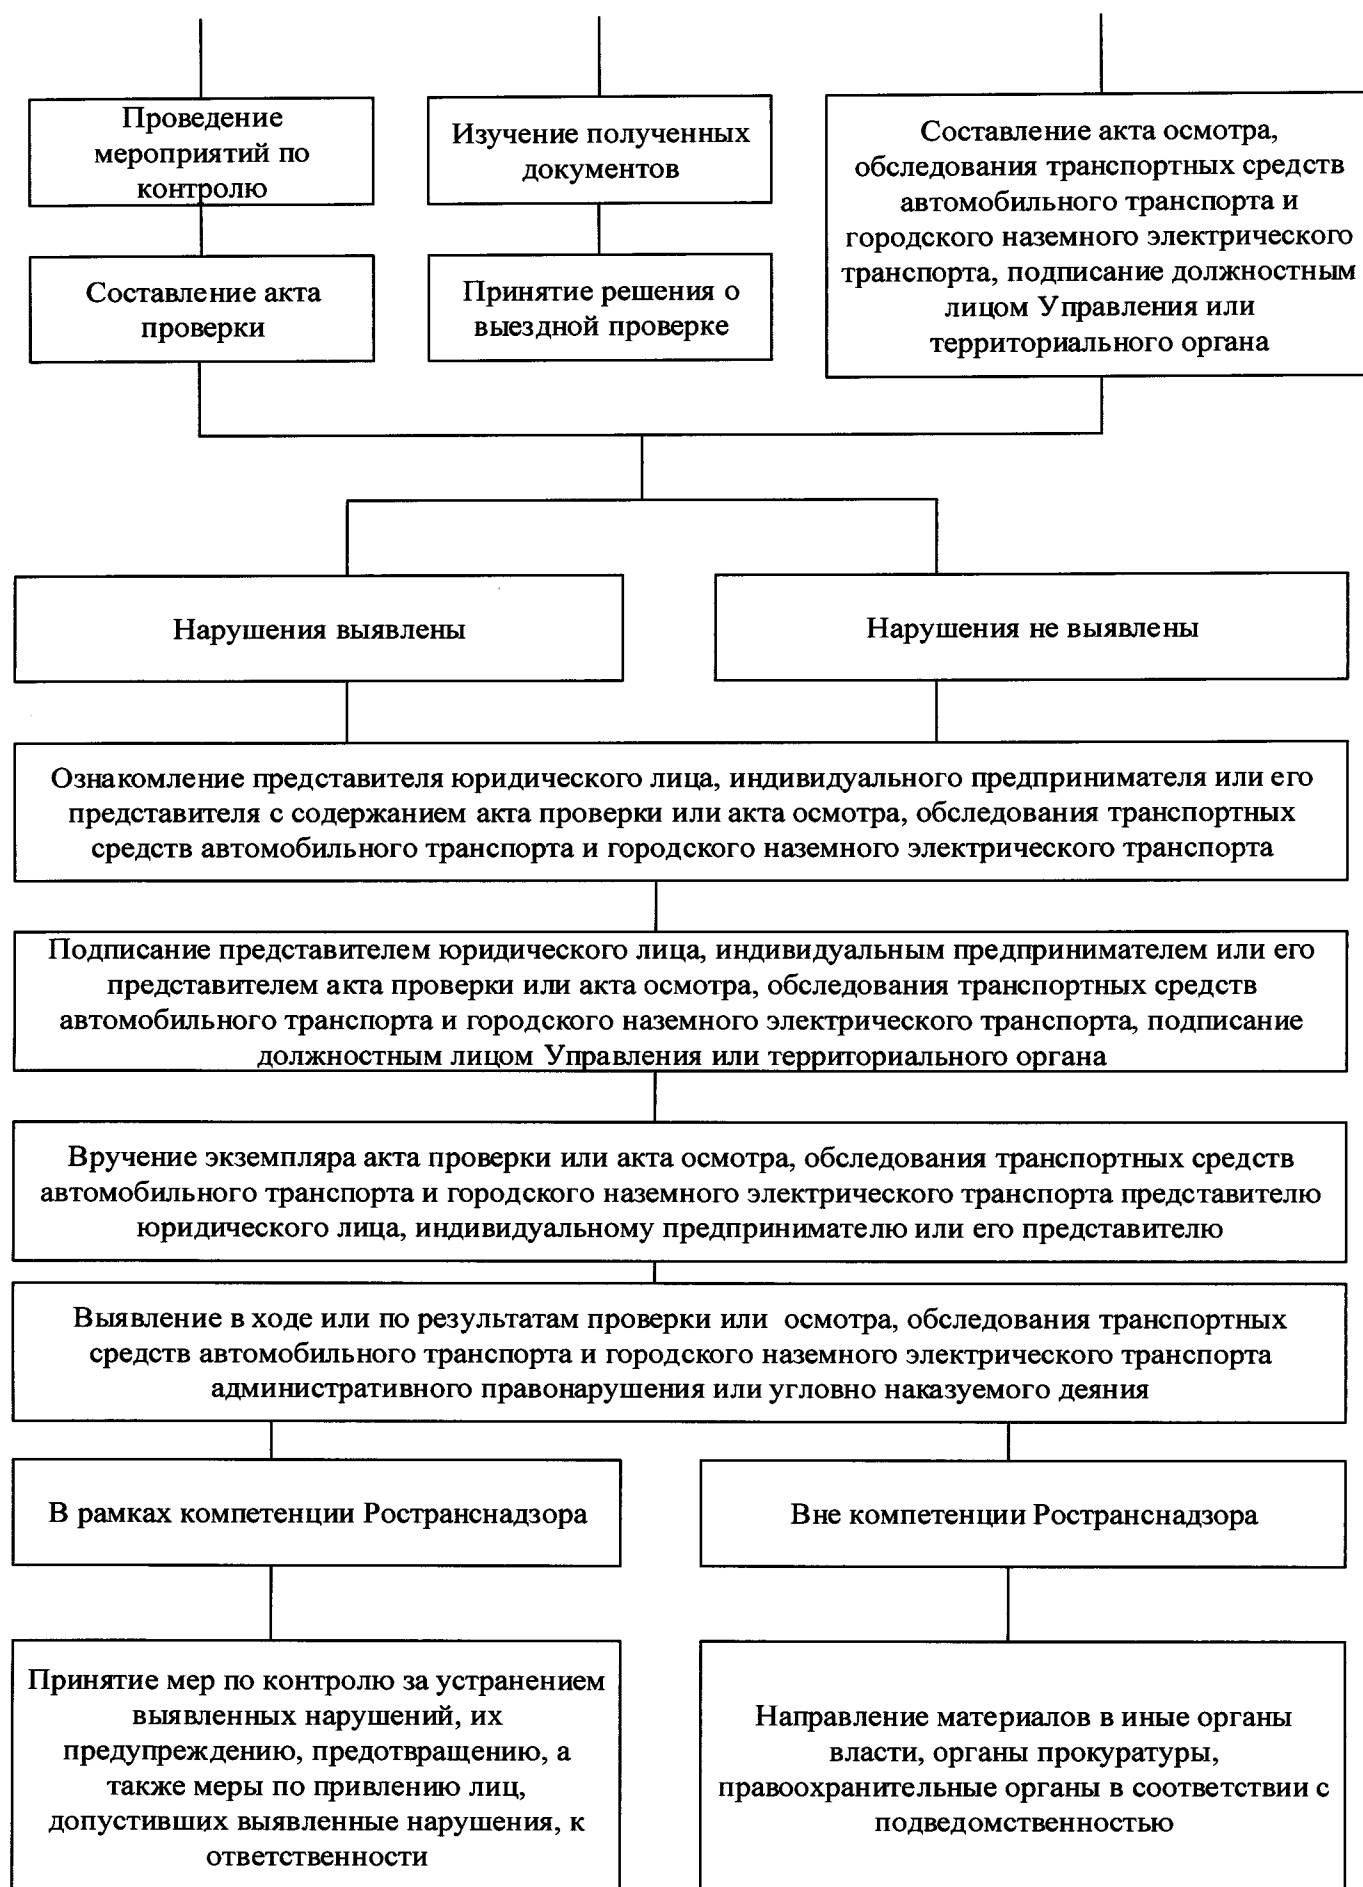 Проведение
мероприятий по
контролю
Изучение полученных
документов
Составление акта осмотра,
обследования транспортных средств
автомобильного транспорта и
городского наземного электрического
транспорта, подписание должностным
лицом Управления или
территориального органа
Составление акта
проверки
Принятие решения о
выездной проверке
Нарушения выявлены
Нарушения не выявлены
Ознакомление представителя юридического лица, индивидуального предпринимателя или его
представителя с содержанием акта проверки или акта осмотра, обследования транспортных
средств автомобильного транспорта и городского наземного электрического транспорта
Подписание представителем юридического лица, индивидуальным предпринимателем или его
представителем акта проверки или акта осмотра, обследования транспортных средств
автомобильного транспорта и городского наземного электрического транспорта, подписание
должностным лицом Управления или территориального органа
Вручение экземпляра акта проверки или акта осмотра, обследования транспортных средств
автомобильного транспорта и городского наземного электрического транспорта представителю
юридического лица, индивидуальному предпринимателю или его представителю
Выявление в ходе или по результатам проверки или осмотра, обследования транспортных
средств автомобильного транспорта и городского наземного электрического транспорта
административного правонарушения или угловно наказуемого деяния
В рамках компетенции Ространснадзора
Вне компетенции Ространснадзора
Принятие мер по контролю за устранением
выявленных нарушений, их
предупреждению, предотвращению, а
также меры по привлению лиц,
допустивших выявленные нарушения, к
ответственности
Направление материалов в иные органы
власти, органы прокуратуры,
правоохранительные органы в соответствии с
подведомственностью